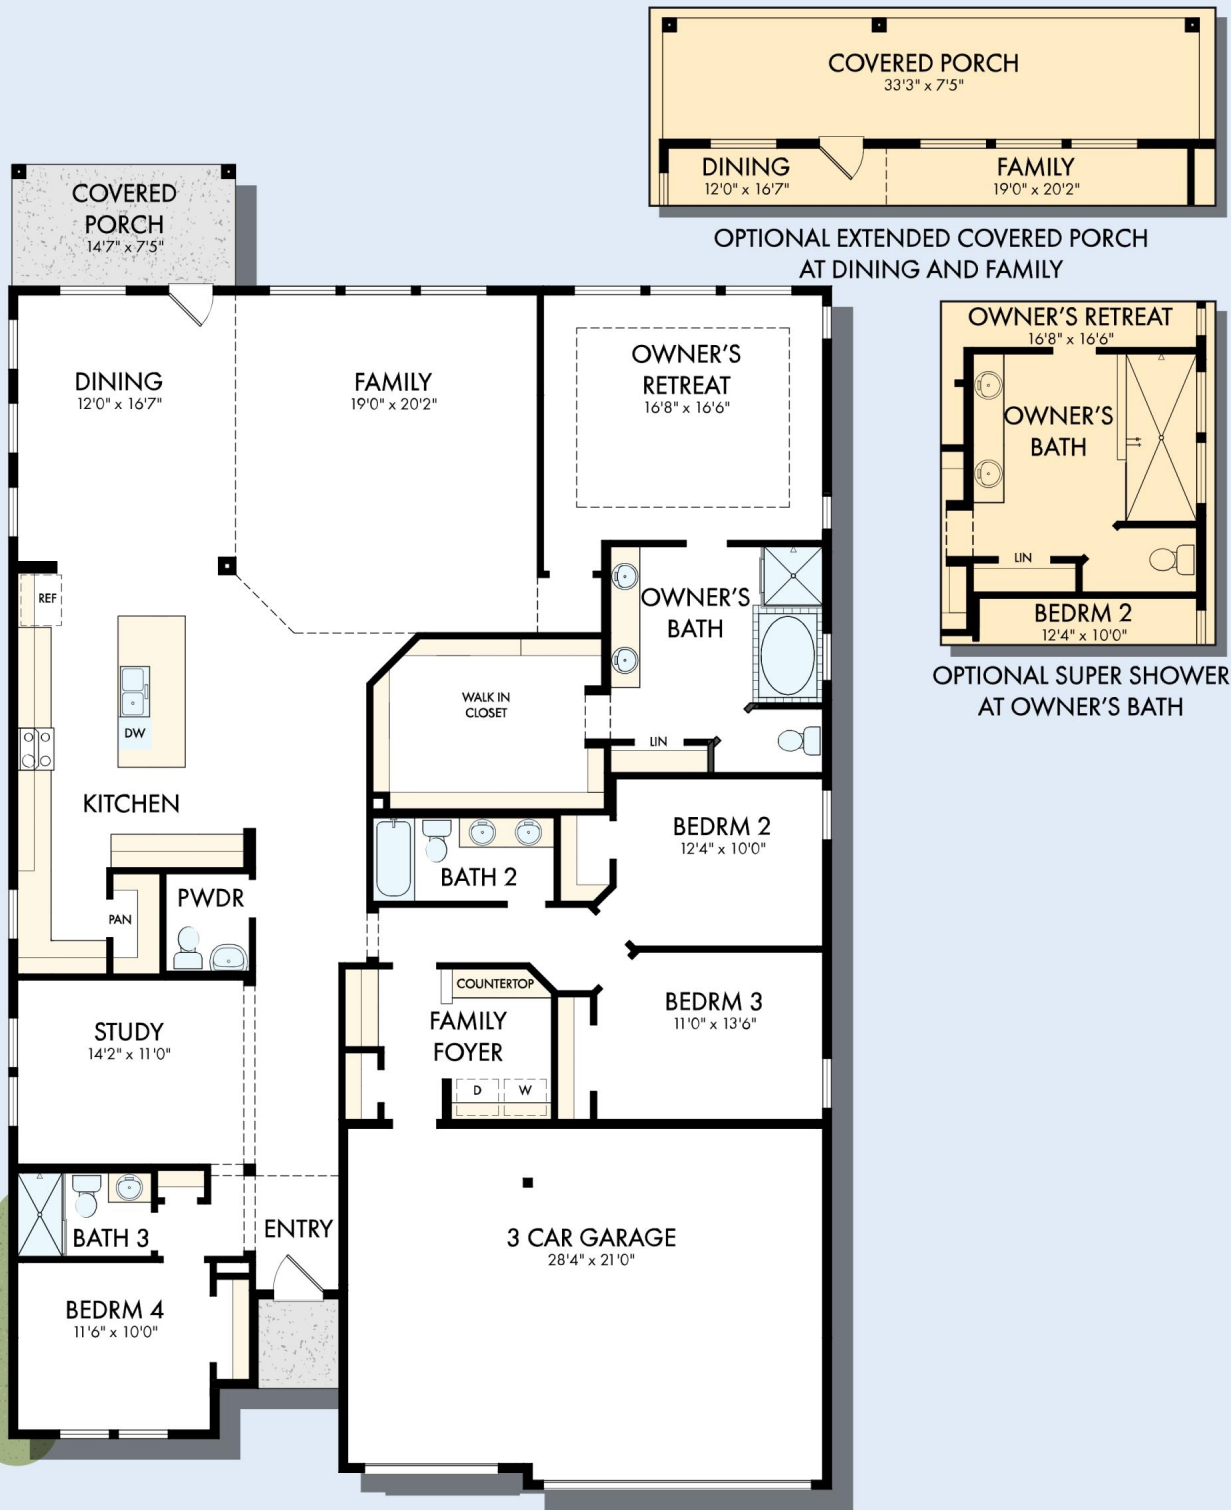 COVERED PORCH
33'3" x 7'5"
DINING
12'0" x 16'7"
FAMILY
19'0" x 20'2"
OPTIONAL EXTENDED COVERED PORCH
AT DINING AND FAMILY
COVERED
PORCH
14'7" x 7'5"
DINING
12'0" x 16'7"
FAMILY
19'0" x 20'2"
OWNER'S
RETREAT
16'8" x 16'6"
OWNER'S RETREAT
16'8" x 16'6"
OWNER'S
BATH
LIN
BEDRM 2
12'4" x 10'0"
OPTIONAL SUPER SHOWER
AT OWNER'S BATH
REF
DW
KITCHEN
OWNER'S
BATH
WALK IN
CLOSET
LIN
BEDRM 2
12'4" x 10'0"
BATH 2
PAN
PWDR
STUDY
14'2" x 11'0"
COUNTERTOP
FAMILY
FOYER
D
W
BEDRM 3
11'0" x 13'6"
BATH 3
ENTRY
3 CAR GARAGE
28'4" x 21'0"
BEDRM 4
11'6" x 10'0"